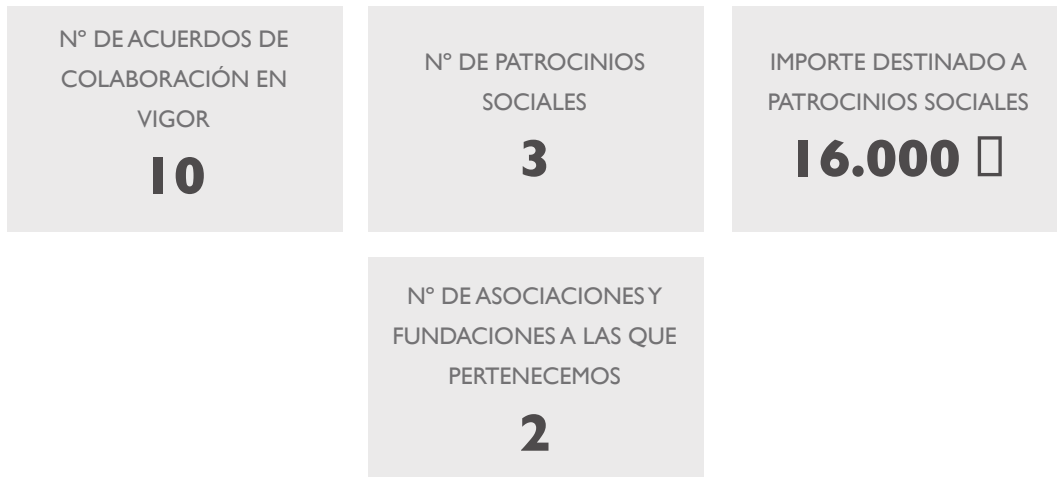 Nº DE ACUERDOS DE
COLABORACIÓN EN
VIGOR
10
Nº DE PATROCINIOS
SOCIALES
3
IMPORTE DESTINADO A
PATROCINIOS SOCIALES
16.000
Nº DE ASOCIACIONES Y
FUNDACIONES A LAS QUE
PERTENECEMOS
2